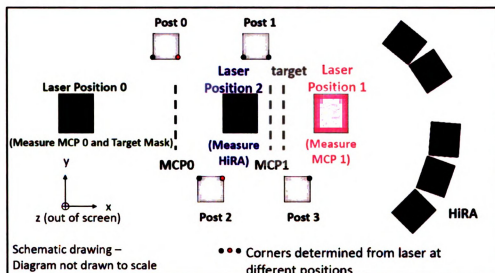 Post 0
Post 1
Laser Position 0
Laser Position 2
target
Laser Position 1
(Measure MCP 0 and Target Mask)
(Measure HiRA)
(Measure MCP 1)
MCP0
MCP1
y
x
z (out of screen)
Post 2
Post 3
HiRA
Schematic drawing –
Diagram not drawn to scale
Corners determined from laser at
different positions